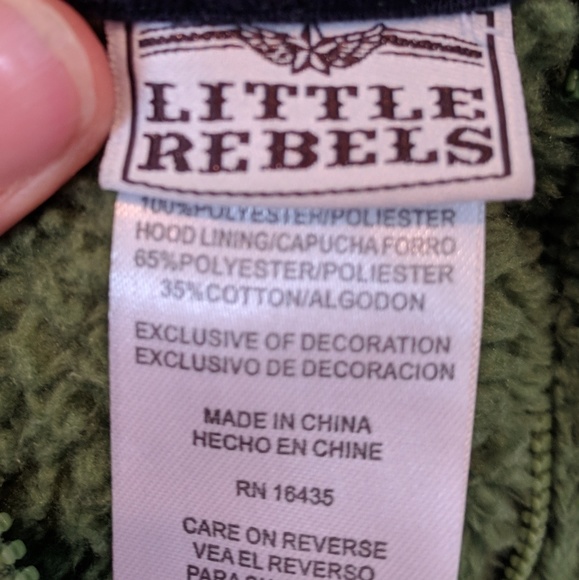 LITTLE
REBELS
100%POLYESTER/POLIESTER
HOOD LINING/CAPUCHA FORRO
65%POLYESTER/POLIESTER
35%COTTON/ALGODON
EXCLUSIVE OF DECORATION
EXCLUSIVO DE DECORACION
MADE IN CHINA
HECHO EN CHINE
RN 16435
CARE ON REVERSE
VEA EL REVERSO